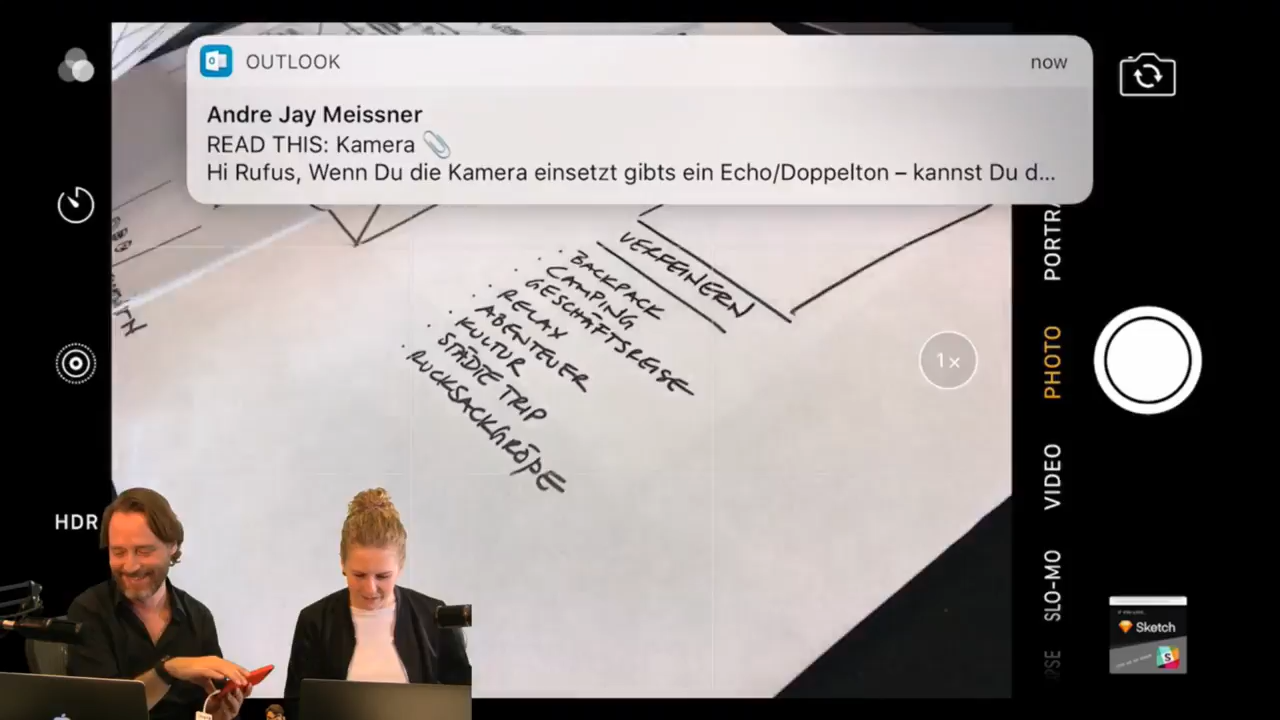 OUTLOOK
now
Andre Jay Meissner
READ THIS: Kamera
Hi Rufus, Wenn Du die Kamera einsetzt gibts ein Echo/Doppelton – kannst Du d...
VERFEINERN
· BACKPACK
· CAMPING
GESCHÄFTSREISE
· RELAX
· ABENTEUER
· KULTUR
· STÄDTE TRIP
· RUCKSACKGRÖßE
1×
HDR
PORTRA
PHOTO
VIDEO
SLO-MO
PSE
Sketch